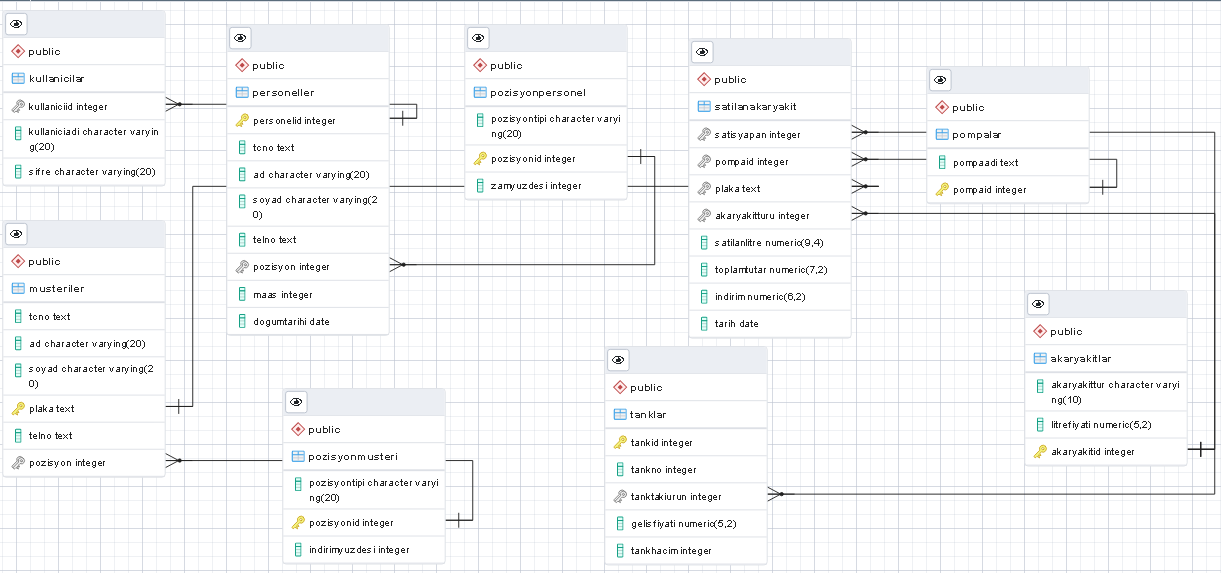 public
kullanicilar
kullaniciid integer
kullaniciadi character varyin
g(20)
sifre character varying(20)
public
personeller
personelid integer
tcno text
ad character varying(20)
soyad character varying(2
0)
telno text
pozisyon integer
maas integer
dogumtarihi date
public
pozisyonpersonel
pozisyontipi character varyi
ng(20)
pozisyonid integer
zamyuzdesi integer
public
satilanakaryakit
satisyapan integer
pompaid integer
plaka text
akaryakitturu integer
satilanlitre numeric(9,4)
toplamtutar numeric(7,2)
indirim numeric(6,2)
tarih date
public
pompalar
pompaadi text
pompaid integer
public
musteriler
tcno text
ad character varying(20)
soyad character varying(2
0)
plaka text
telno text
pozisyon integer
public
pozisyonmusteri
pozisyontipi character varyi
ng(20)
pozisyonid integer
indirimyuzdesi integer
public
tanklar
tankid integer
tankno integer
tanktakiurun integer
gelisfiyati numeric(5,2)
tankhacim integer
public
akaryakitlar
akaryakittur character varyi
ng(10)
litrefiyati numeric(5,2)
akaryakitid integer